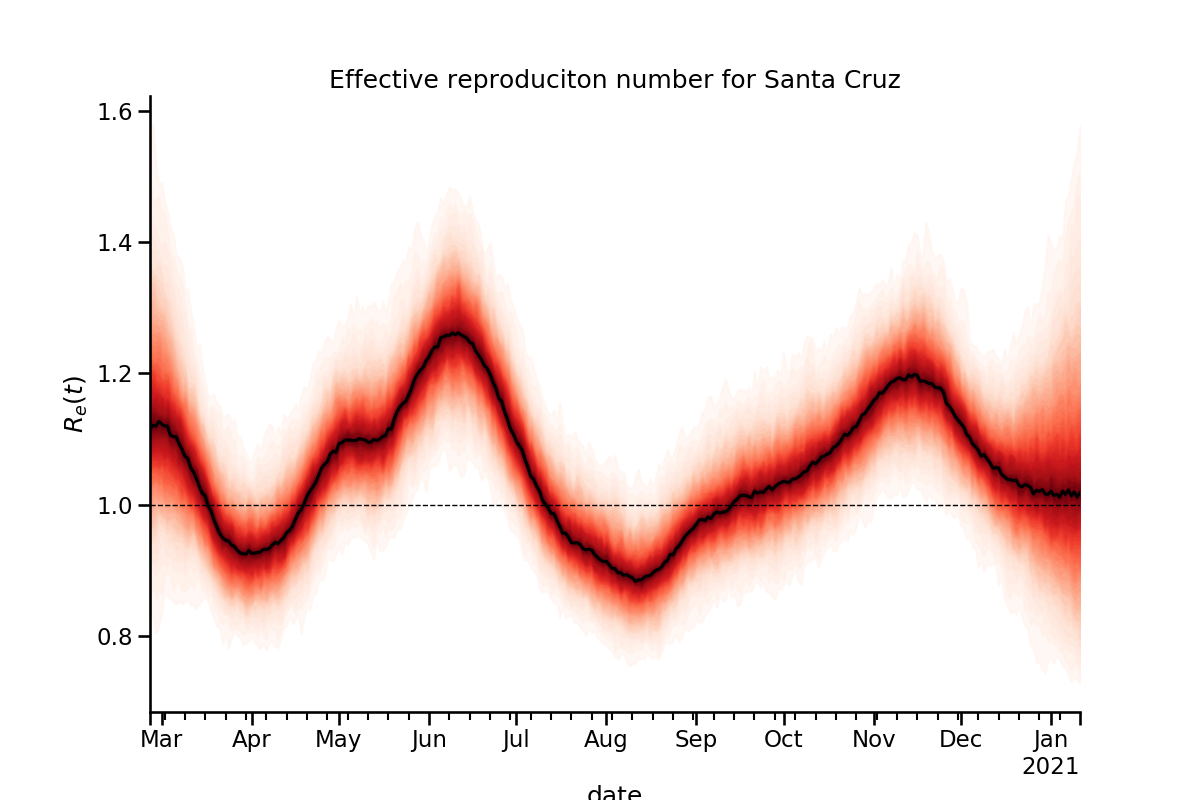 Effective reproduciton number for Santa Cruz
1.6
1.4
1.2
1.0
0.8
R_e(t)
Mar Apr May Jun Jul Aug Sep Oct Nov Dec Jan
2021
date